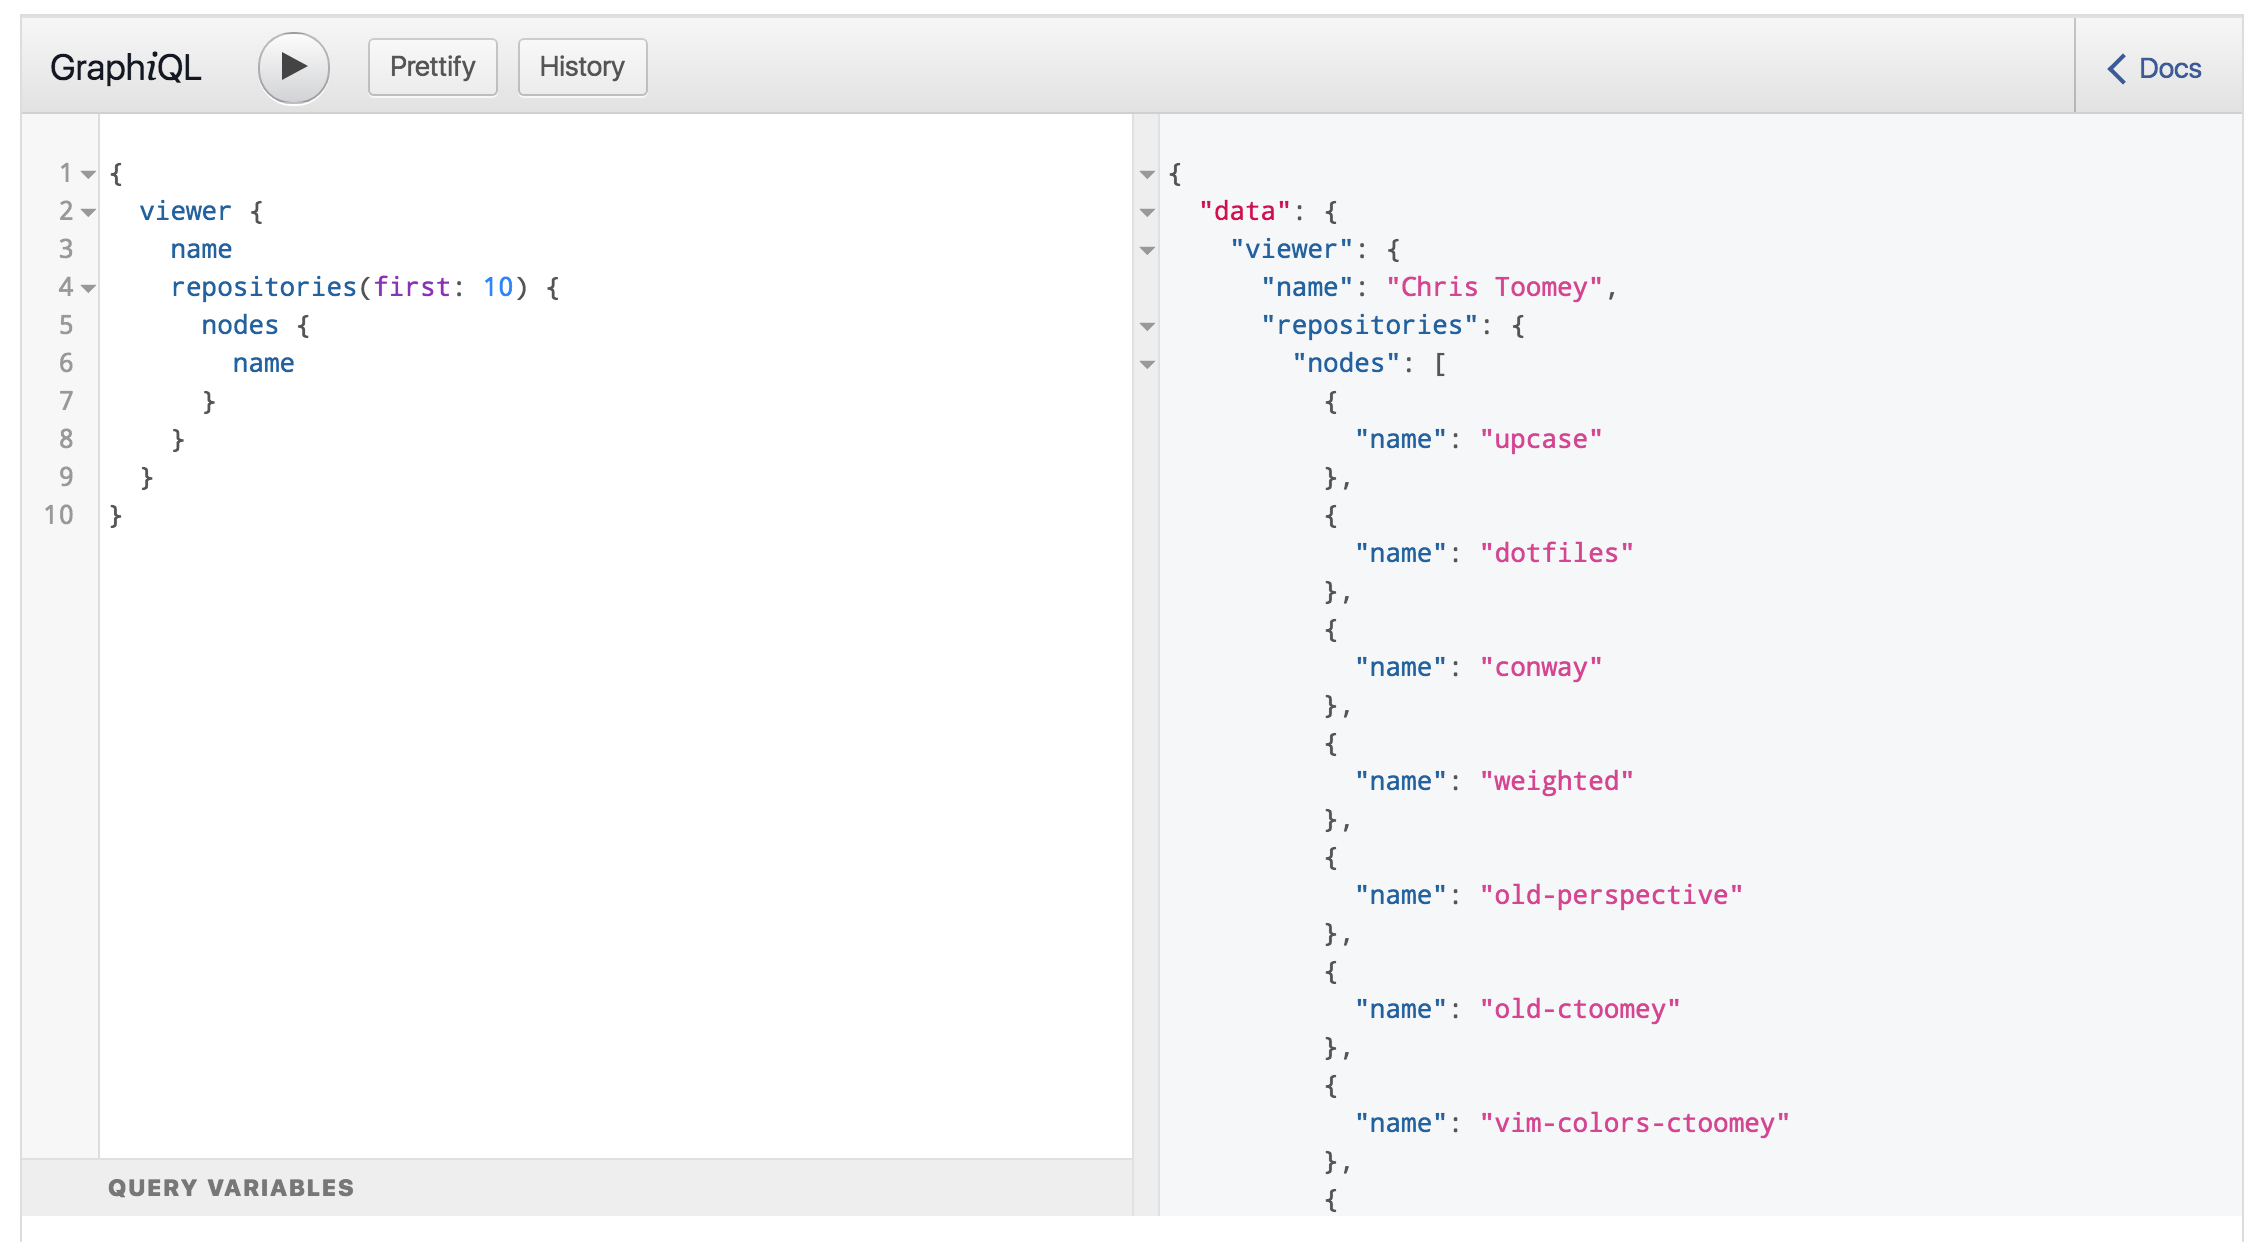 GraphiQL Prettify History Docs
1 {
2 viewer {
3 name
4 repositories(first: 10) {
5 nodes {
6 name
7 }
8 }
9 }
10 }
QUERY VARIABLES
{
"data": {
"viewer": {
"name": "Chris Toomey",
"repositories": {
"nodes": [
{
"name": "upcase"
},
{
"name": "dotfiles"
},
{
"name": "conway"
},
{
"name": "weighted"
},
{
"name": "old-perspective"
},
{
"name": "old-ctoomey"
},
{
"name": "vim-colors-ctoomey"
},
{